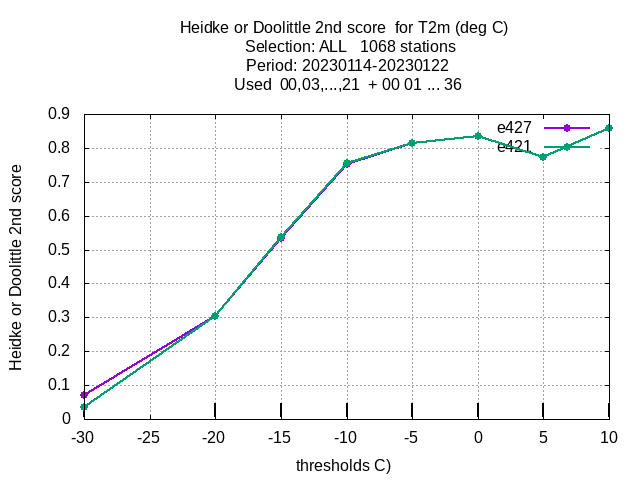 Heidke or Doolittle 2nd score  for T2m (deg C)
Selection: ALL   1068 stations
Period: 20230114-20230122
Used  00,03,...,21  + 00 01 ... 36
Heidke or Doolittle 2nd score
0.9
0.8
0.7
0.6
0.5
0.4
0.3
0.2
0.1
0
e427
e421
-30
-25
-20
-15
-10
-5
0
5
10
thresholds C)